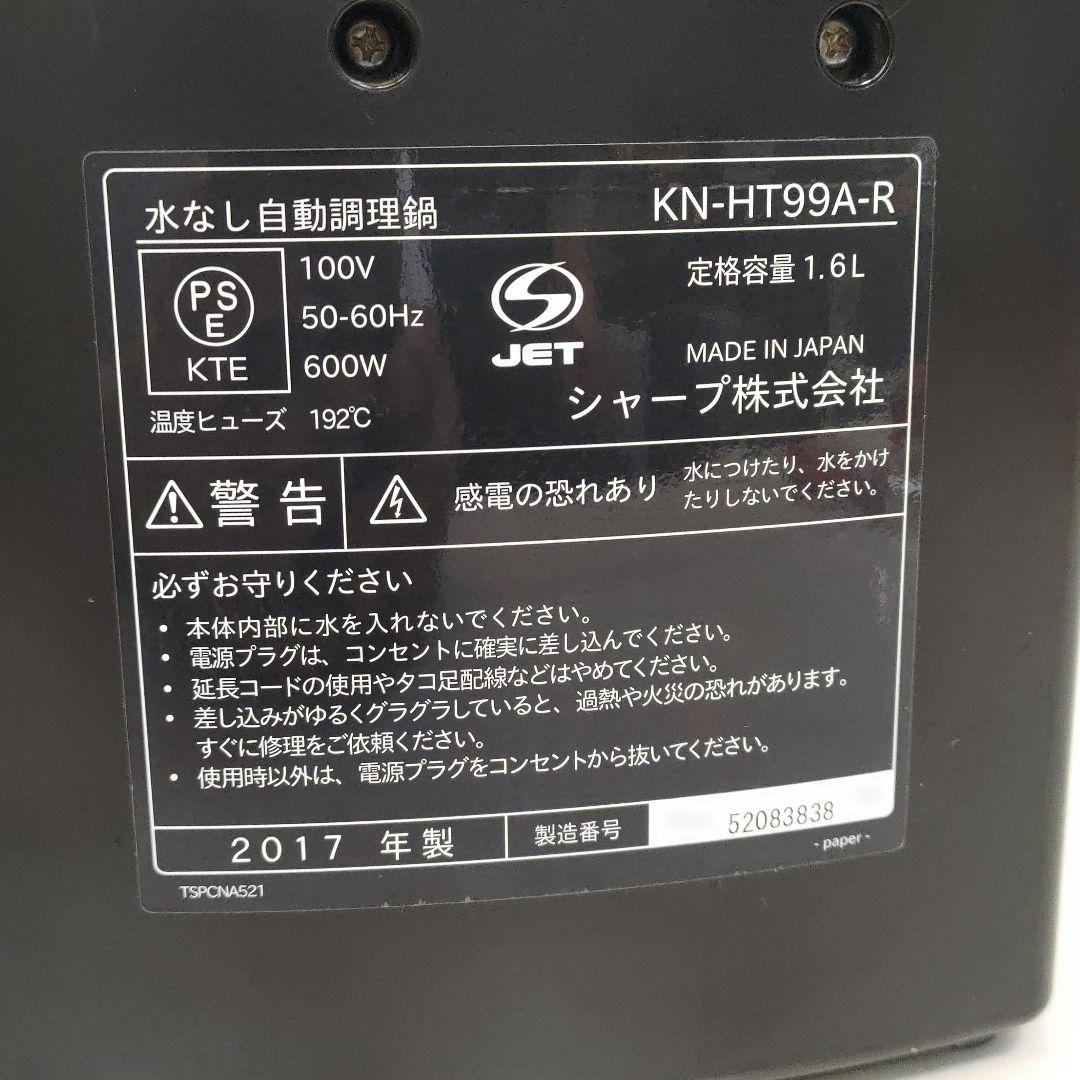 水なし自動調理鍋 KN-HT99A-R
PS
E
KTE
100V
50-60Hz
600W
JET
定格容量 1.6L
MADE IN JAPAN
シャープ株式会社
温度ヒューズ 192℃
警告
感電の恐れあり
水につけたり、水をかけ
たりしないでください。
必ずお守りください
• 本体内部に水を入れないでください。
• 電源プラグは、コンセントに確実に差し込んでください。
• 延長コードの使用やタコ足配線などはやめてください。
• 差し込みがゆるくグラグラしていると、過熱や火災の恐れがあります。
すぐに修理をご依頼ください。
• 使用時以外は、電源プラグをコンセントから抜いてください。
2017 年製 製造番号 52083838
- paper -
TSPCNA521